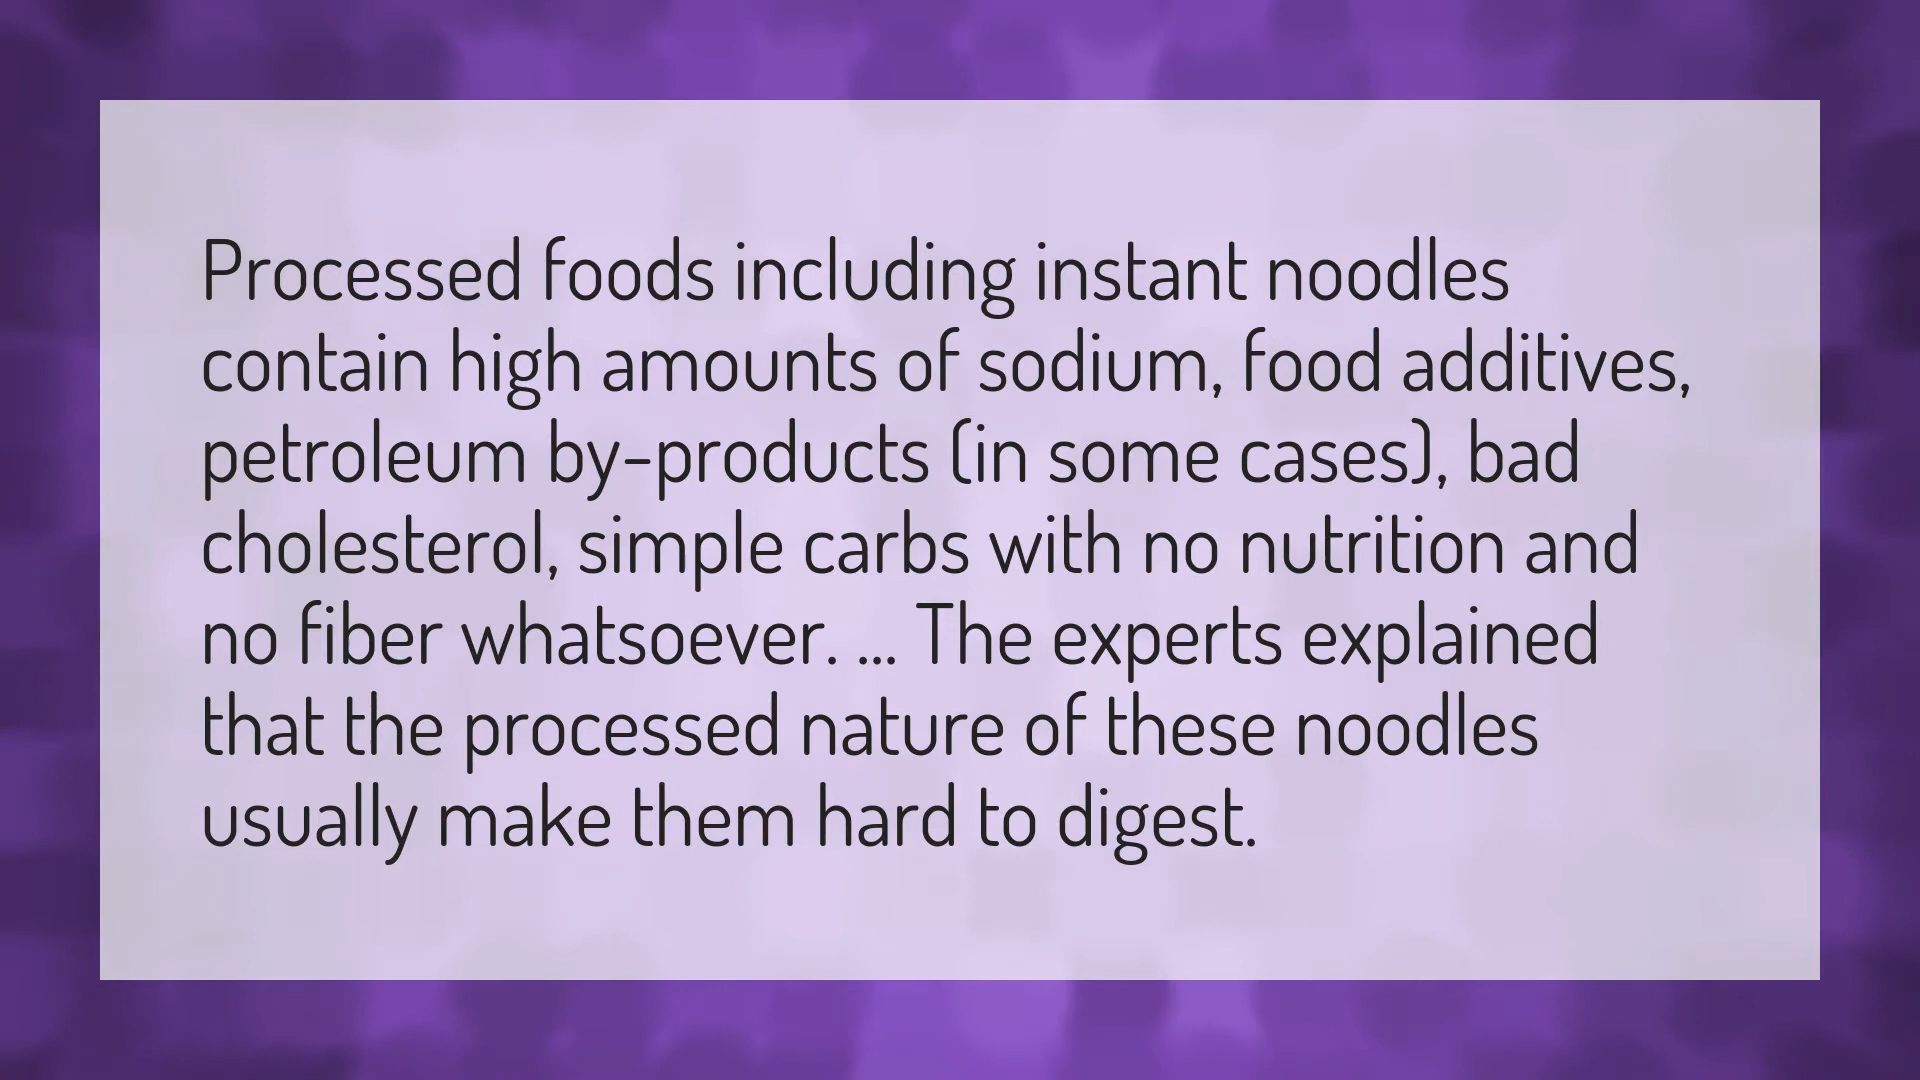 Processed foods including instant noodles
contain high amounts of sodium, food additives,
petroleum by-products (in some cases), bad
cholesterol, simple carbs with no nutrition and
no fiber whatsoever. ... The experts explained
that the processed nature of these noodles
usually make them hard to digest.